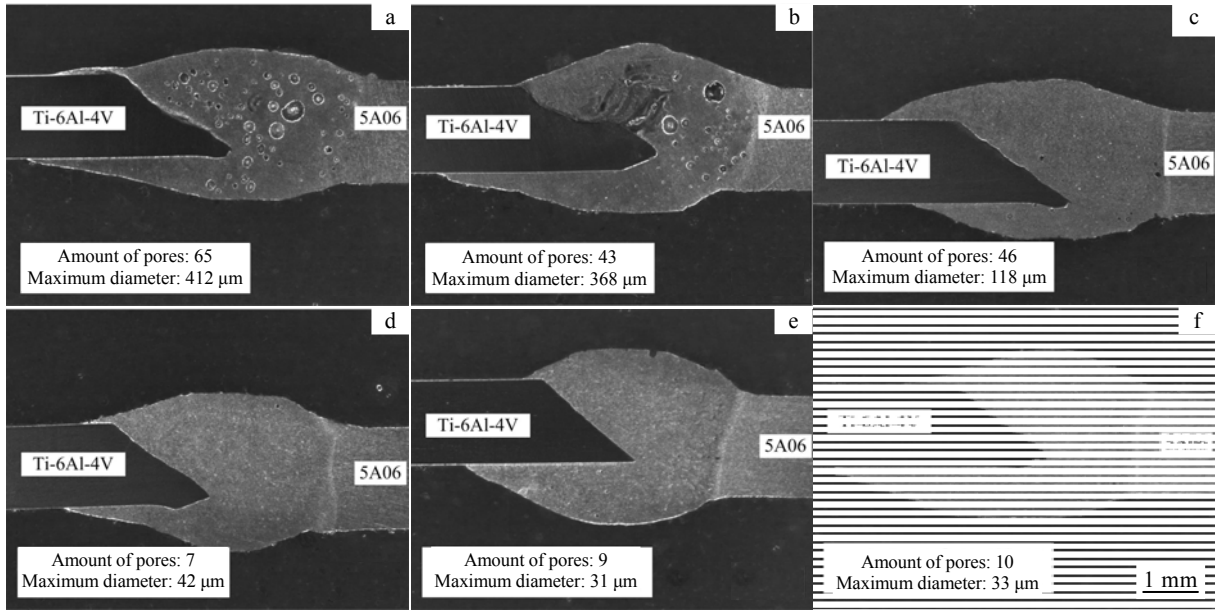 a
Ti-6Al-4V
5A06
Amount of pores: 65
Maximum diameter: 412 μm
b
Ti-6Al-4V
5A06
Amount of pores: 43
Maximum diameter: 368 μm
c
Ti-6Al-4V
5A06
Amount of pores: 46
Maximum diameter: 118 μm
d
Ti-6Al-4V
5A06
Amount of pores: 7
Maximum diameter: 42 μm
e
Ti-6Al-4V
5A06
Amount of pores: 9
Maximum diameter: 31 μm
f
Amount of pores: 10
Maximum diameter: 33 μm
1 mm